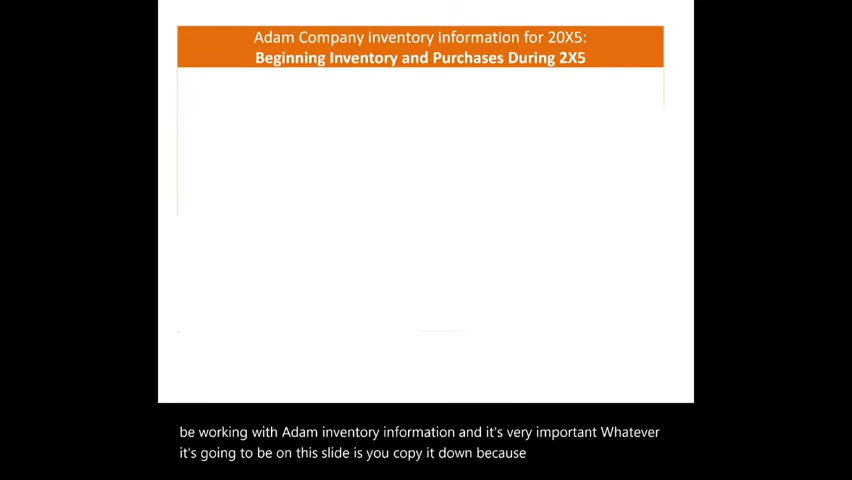 Adam Company inventory information for 20X5:
Beginning Inventory and Purchases During 2X5
be working with Adam inventory information and it's very important Whatever
it's going to be on this slide is you copy it down because